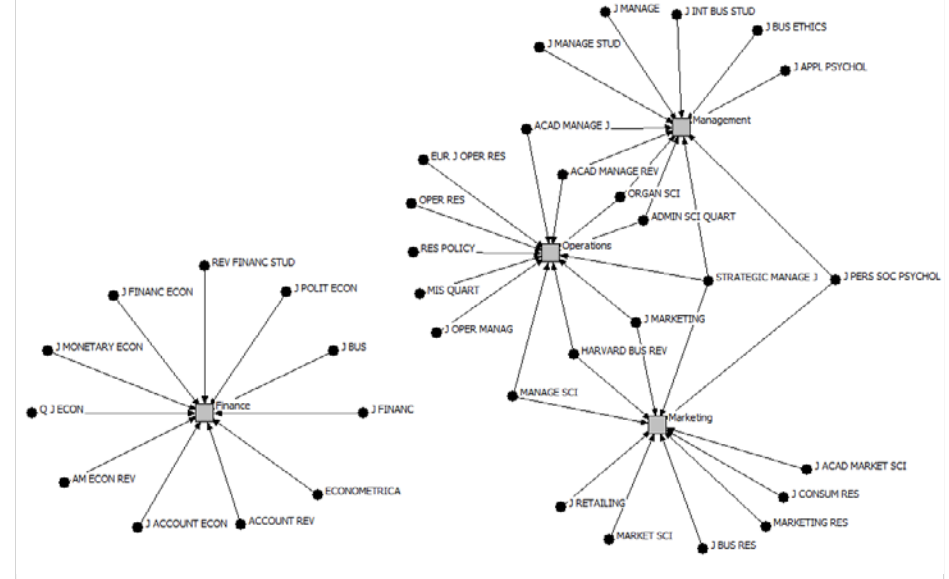 J MANAGE
J INT BUS STUD
J BUS ETHICS
J MANAGE STUD
J APPL PSYCHOL
Management
ACAD MANAGE J
EUR J OPER RES
ACAD MANAGE REV
ORGAN SCI
OPER RES
ADMIN SCI QUART
RES POLICY
Operations
REV FINANC STUD
STRATEGIC MANAGE J
J PERS SOC PSYCHOL
J FINANC ECON
J POLIT ECON
MIS QUART
J MARKETING
J OPER MANAG
J MONETARY ECON
J BUS
HARVARD BUS REV
MANAGE SCI
Finance
Q J ECON
J FINANC
Marketing
J ACAD MARKET SCI
AM ECON REV
ECONOMETRICA
J CONSUM RES
J RETAILING
J ACCOUNT ECON
ACCOUNT REV
MARKETING RES
MARKET SCI
J BUS RES